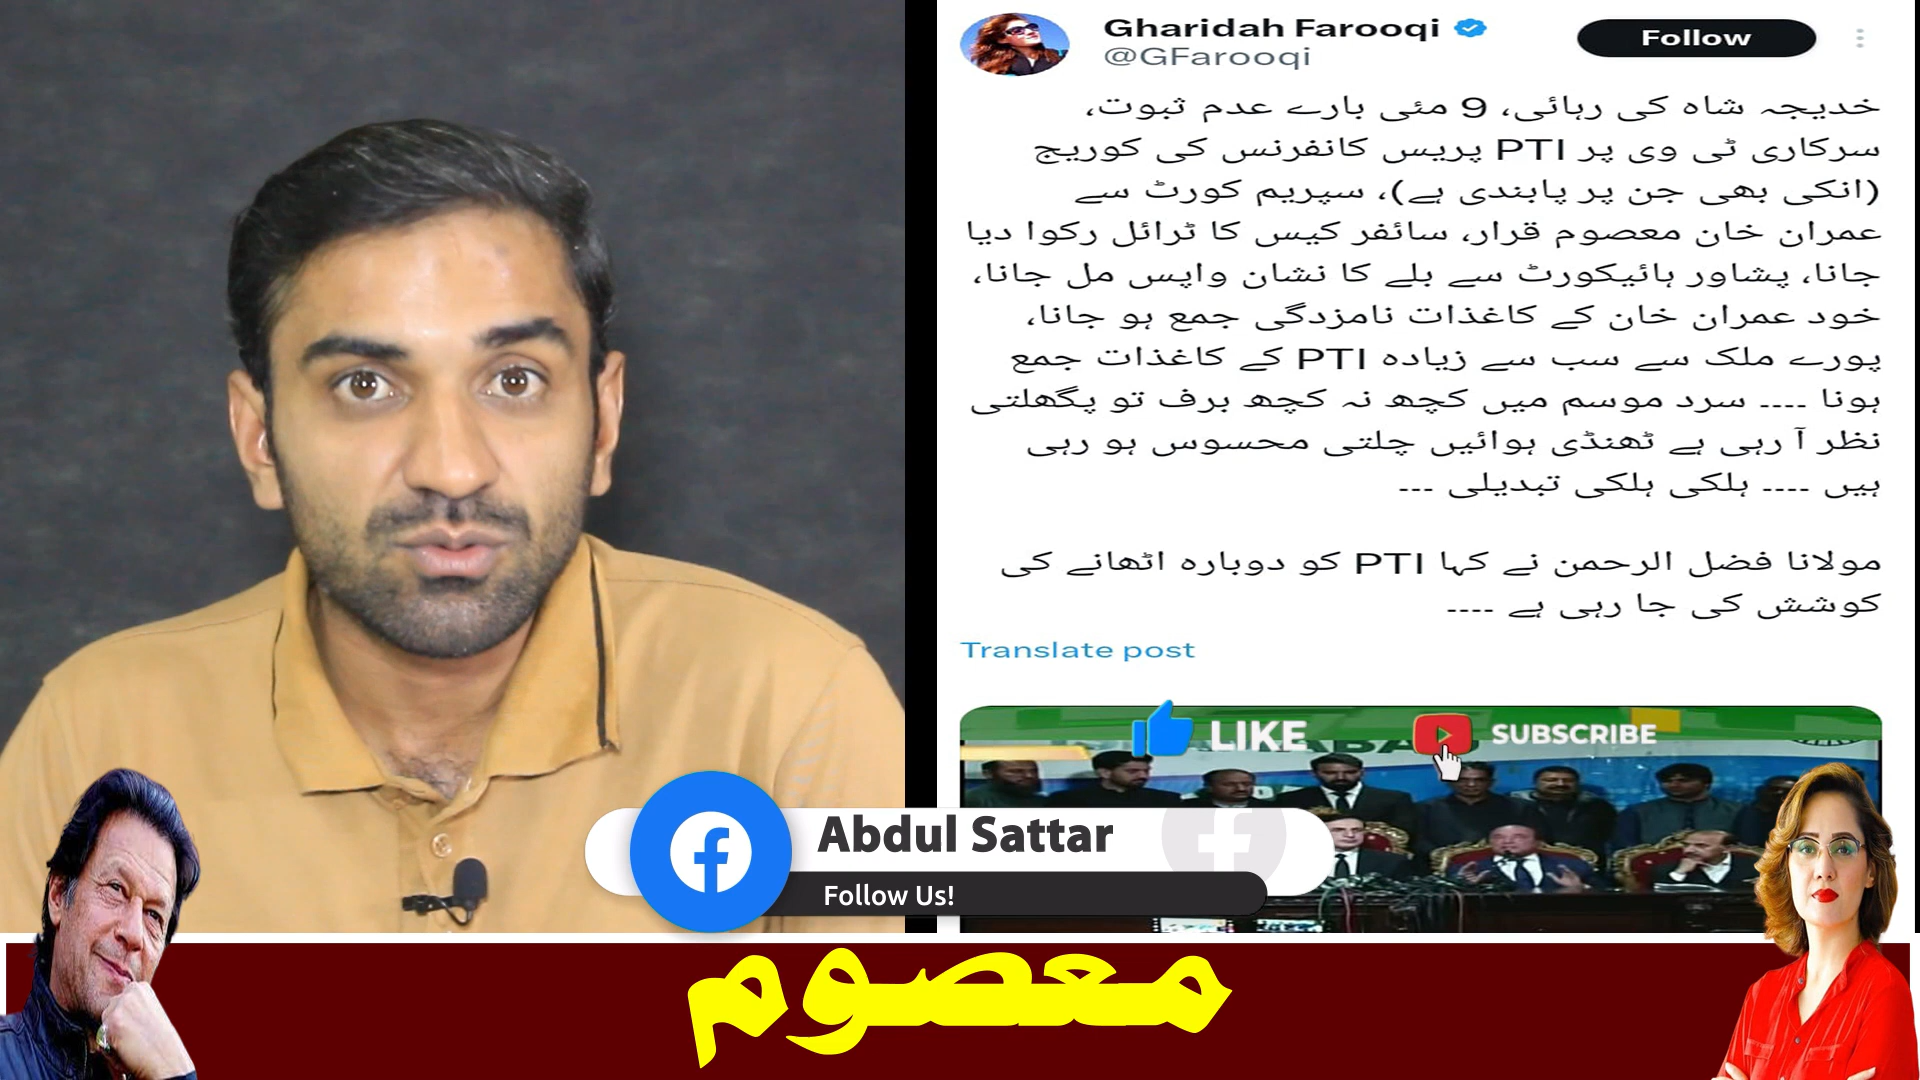 Gharidah Farooqi
@GFarooqi
Follow
خدیجہ شاہ کی رہائی، 9 مئی بارے عدم ثبوت،
سرکاری ٹی وی پر PTI پریس کانفرنس کی کوریج
(انکی بھی جن پر پابندی ہے)، سپریم کورٹ سے
عمران خان معصوم قرار، سائفر کیس کا ٹرائل رکوا دیا
جانا، پشاور ہائیکورٹ سے بلے کا نشان واپس مل جانا،
خود عمران خان کے کاغذات نامزدگی جمع ہو جانا،
پورے ملک سے سب سے زیادہ PTI کے کاغذات جمع
ہونا ---- سرد موسم میں کچھ نہ کچھ برف تو پگھلتی
نظر آ رہی ہے ٹھنڈی ہوائیں چلتی محسوس ہو رہی
ہیں ---- ہلکی ہلکی تبدیلی ---
مولانا فضل الرحمن نے کہا PTI کو دوبارہ اٹھانے کی
کوشش کی جا رہی ہے ----
Translate post
LIKE
SUBSCRIBE
Abdul Sattar
Follow Us!
معصوم